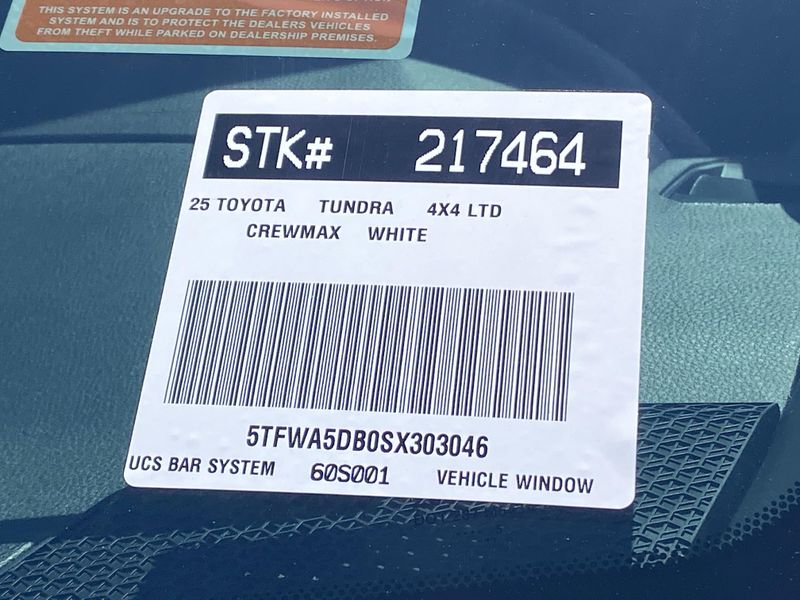 THIS SYSTEM IS AN UPGRADE TO THE FACTORY INSTALLED
SYSTEM AND IS TO PROTECT THE DEALERS VEHICLES
FROM THEFT WHILE PARKED ON DEALERSHIP PREMISES.
STK# 217464
25 TOYOTA TUNDRA 4X4 LTD
CREWMAX WHITE
5TFWA5DB0SX303046
UCS BAR SYSTEM 60S001 VEHICLE WINDOW